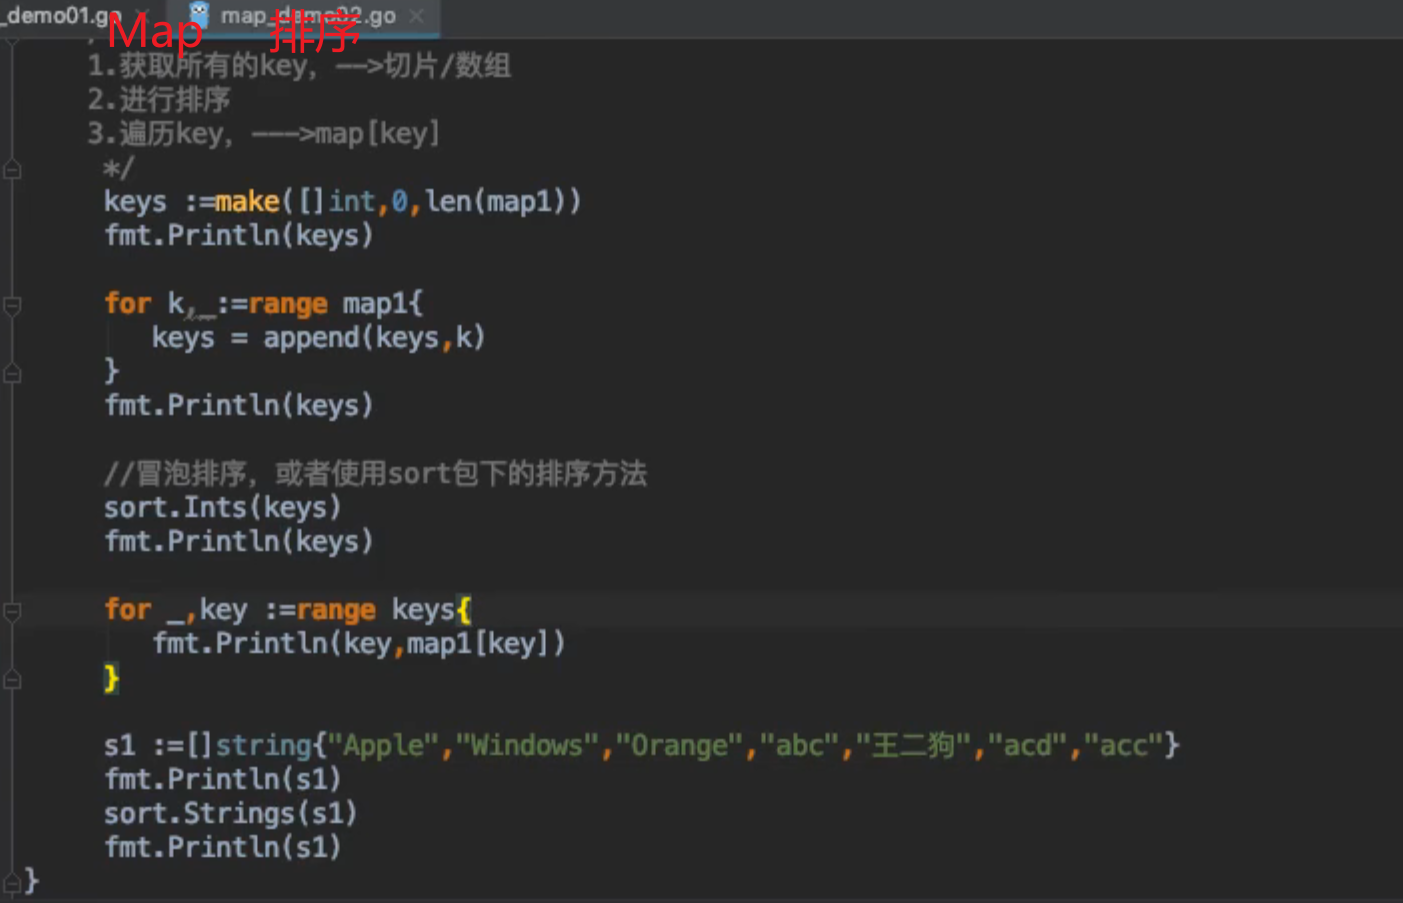 _demo01.go map_demo02.go
Map 排序
1.获取所有的key, -->切片/数组
2.进行排序
3.遍历key, --->map[key]
*/
keys :=make([]int,0,len(map1))
fmt.Println(keys)
for k,_:=range map1{
keys = append(keys,k)
}
fmt.Println(keys)
//冒泡排序，或者使用sort包下的排序方法
sort.Ints(keys)
fmt.Println(keys)
for _,key :=range keys{
fmt.Println(key,map1[key])
}
s1 :=[]string{"Apple","Windows","Orange","abc","王二狗","acd","acc"}
fmt.Println(s1)
sort.Strings(s1)
fmt.Println(s1)
}